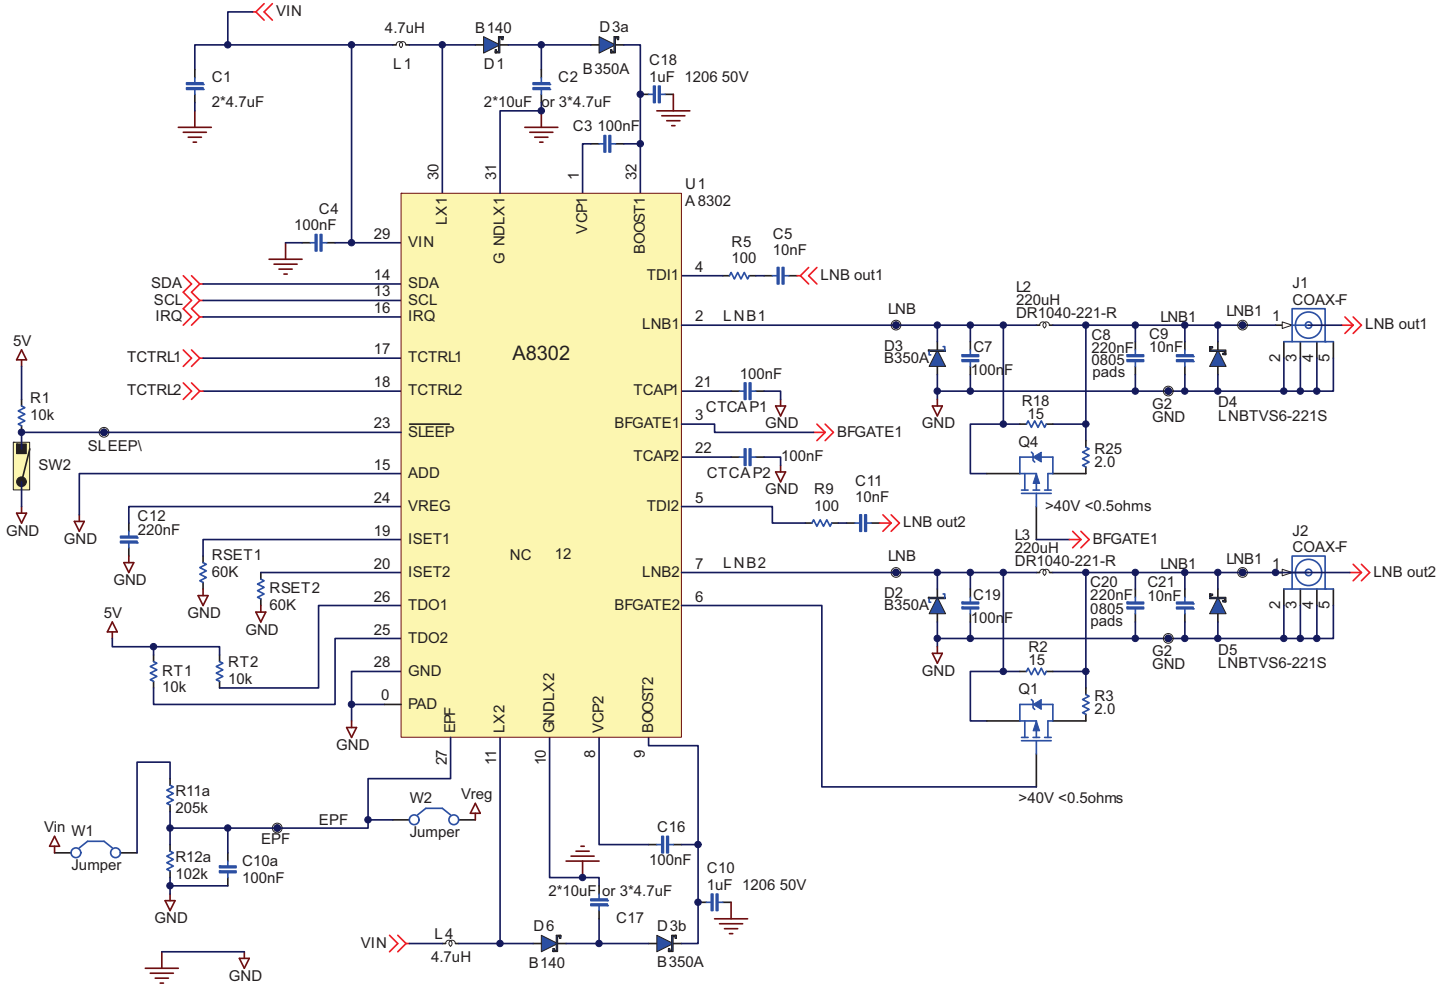 VIN
4.7uH
L1
B140
D1
D3a
B350A
C1
2*4.7uF
C2
2*10uF or 3*4.7uF
C18
1uF 1206 50V
C3 100nF
30
31
1
32
U1
A8302
LX1
GNDLX1
VCP1
BOOST1
C4
100nF
29 VIN
SDA 14 SDA
SCL 13 SCL
IRQ 16 IRQ
TCTRL1 17 TCTRL1
TCTRL2 18 TCTRL2
5V
R1
10k
SLEEP\
23 SLEEP
SW2
GND
15 ADD
GND
24 VREG
C12
220nF
GND
19 ISET1
RSET1
60K
GND
20 ISET2
RSET2
60K
GND
26 TDO1
25 TDO2
5V
RT1
10k
RT2
10k
28 GND
0 PAD
GND
A8302
NC 12
TDI1 4
R5
100
C5
10nF
LNB out1
LNB1 2 LNB1
TCAP1 21
100nF
CTCAP1
GND
BFGATE1 3
BFGATE1
TCAP2 22
100nF
CTCAP2
GND
TDI2 5
R9
100
C11
10nF
LNB out2
LNB2 7 LNB2
BFGATE2 6
LNB
D3
B350A
C7
100nF
GND
L2
220uH
DR1040-221-R
C8
220nF
0805
pads
C9
10nF
LNB1
LNB1
G2
GND
D4
LNBTVS6-221S
J1
COAX-F
1
2
3
4
5
LNB out1
R18
15
Q4
R25
2.0
>40V <0.5ohms
BFGATE1
LNB
D2
B350A
C19
100nF
GND
L3
220uH
DR1040-221-R
C20
220nF
0805
pads
C21
10nF
LNB1
LNB1
G2
GND
D5
LNBTVS6-221S
J2
COAX-F
1
2
3
4
5
LNB out2
R2
15
Q1
R3
2.0
>40V <0.5ohms
EPF
LX2
GNDLX2
VCP2
BOOST2
27
11
10
8
9
Vin
W1
Jumper
R11a
205k
R12a
102k
GND
C10a
100nF
EPF
EPF
W2
Jumper
Vreg
C16
100nF
2*10uF or 3*4.7uF
C17
C10
1uF 1206 50V
VIN
L4
4.7uH
D6
B140
D3b
B350A
GND